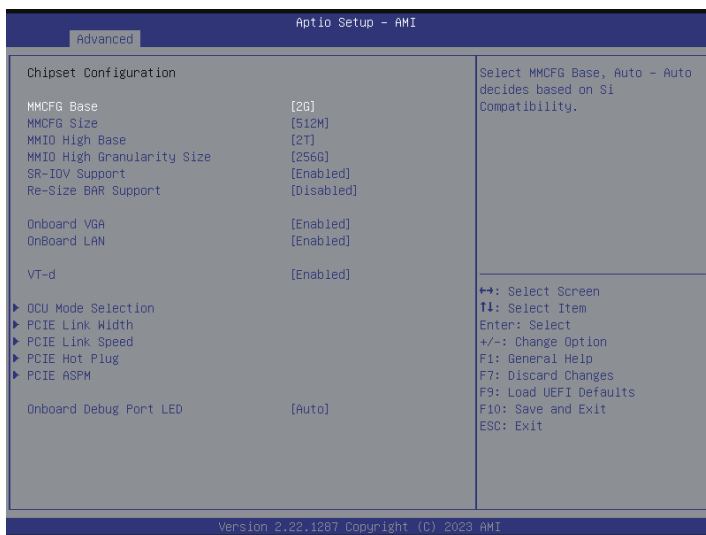 Aptio Setup – AMI
Advanced
Chipset Configuration
MMCFG Base [2G]
MMCFG Size [512M]
MMIO High Base [2T]
MMIO High Granularity Size [256G]
SR-IOV Support [Enabled]
Re-Size BAR Support [Disabled]
Onboard VGA [Enabled]
OnBoard LAN [Enabled]
VT-d [Enabled]
OCU Mode Selection
PCIE Link Width
PCIE Link Speed
PCIE Hot Plug
PCIE ASPM
Onboard Debug Port LED [Auto]
Select MMCFG Base, Auto – Auto
decides based on Si
Compatibility.
↔: Select Screen
↑↓: Select Item
Enter: Select
+/-: Change Option
F1: General Help
F7: Discard Changes
F9: Load UEFI Defaults
F10: Save and Exit
ESC: Exit
Version 2.22.1287 Copyright (C) 2023 AMI